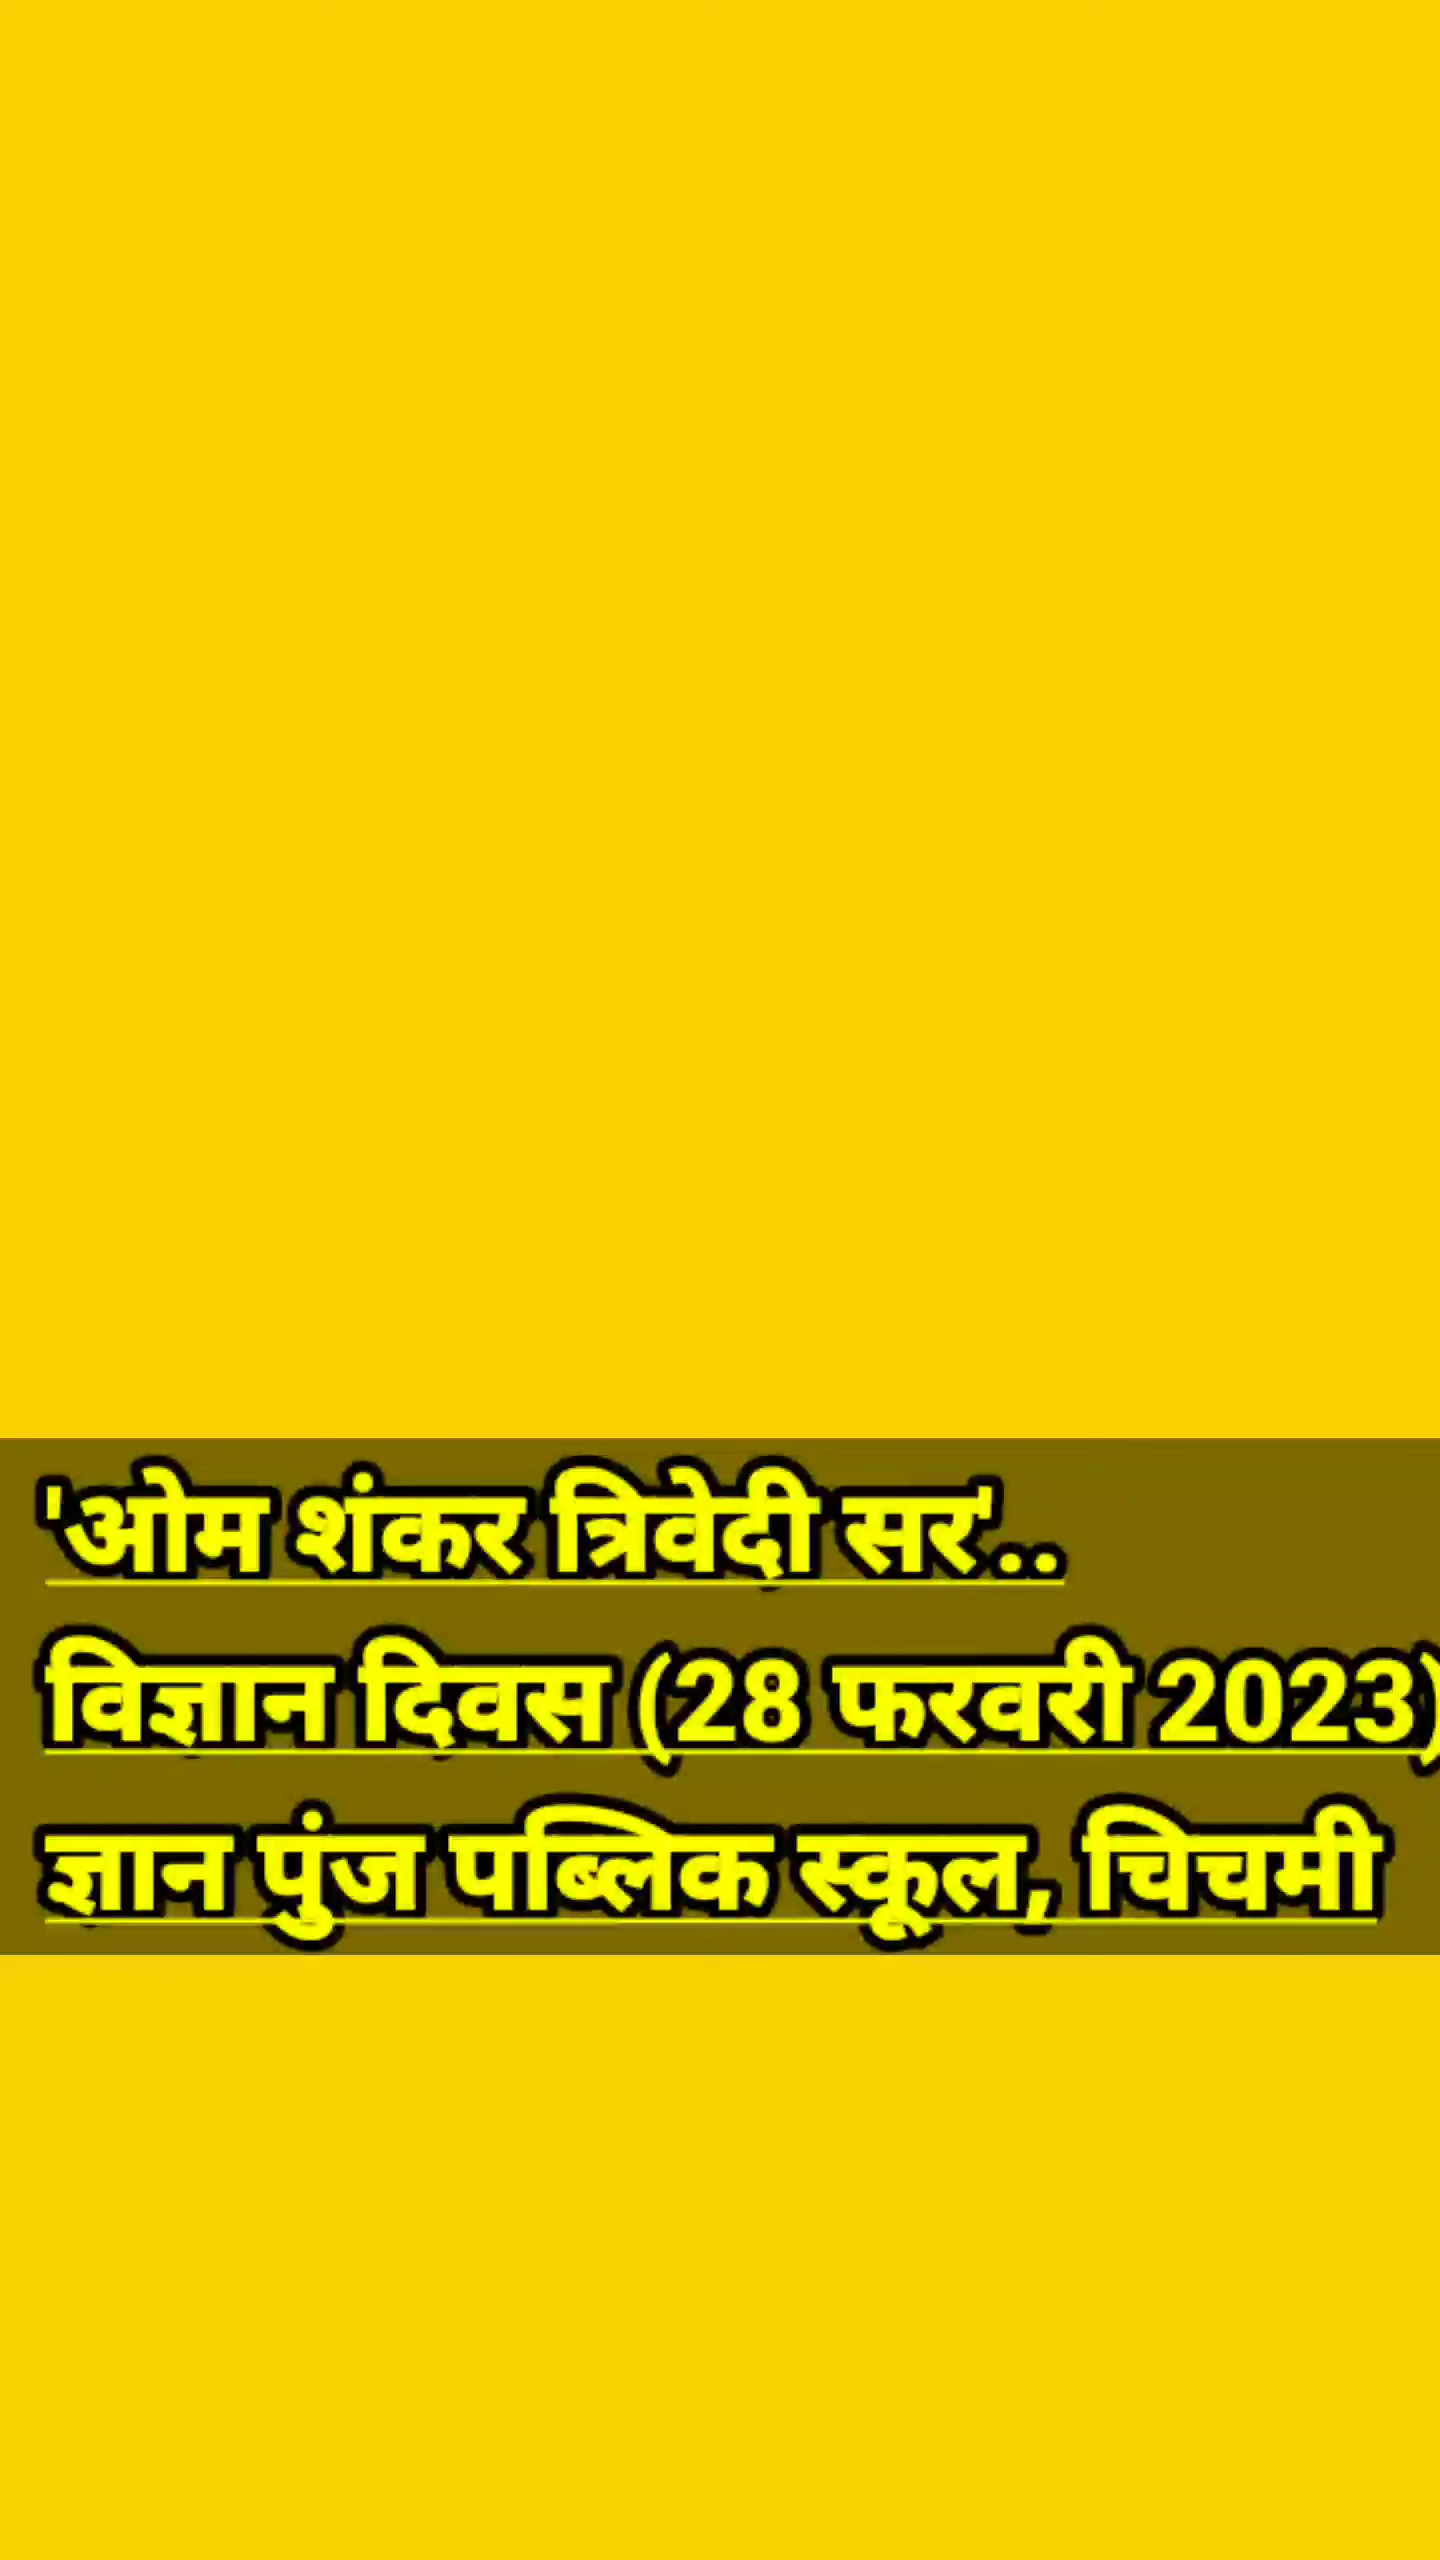 'ओम शंकर त्रिवेदी सर'..
विज्ञान दिवस (28 फरवरी 2023)
ज्ञान पुंज पब्लिक स्कूल, चिचमी